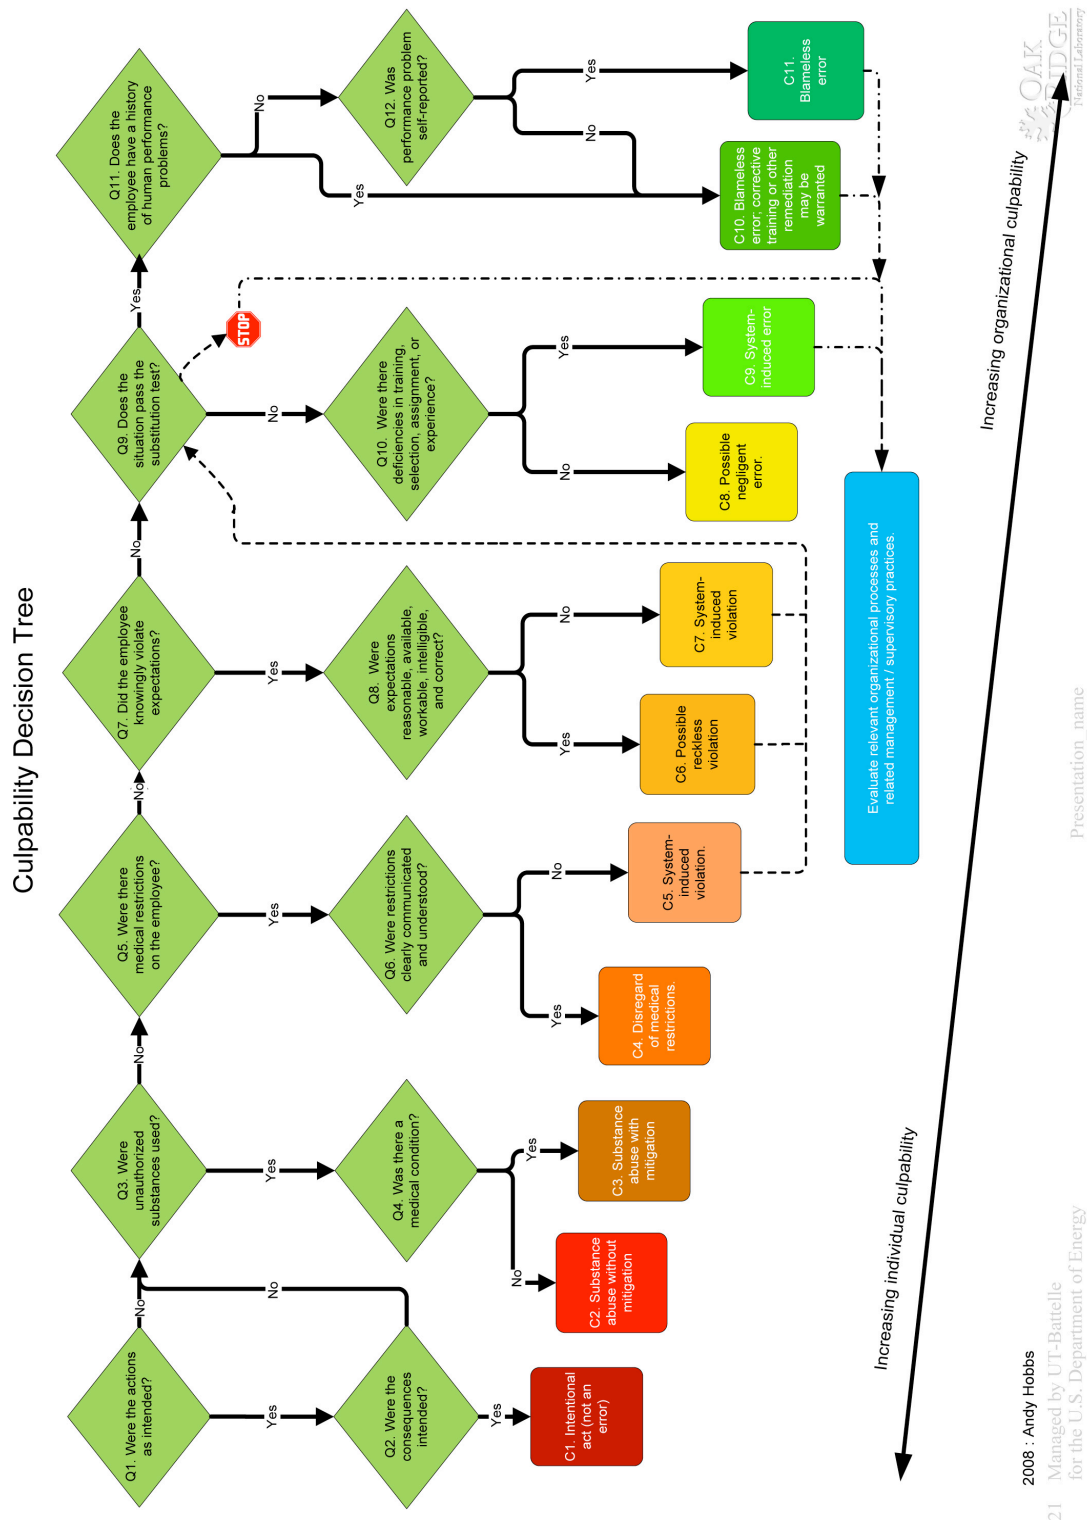 Culpability Decision Tree
Q1. Were the actions
as intended?
No
Yes
Q2. Were the
consequences
intended?
No
Yes
C1. Intentional
act (not an
error)
Q3. Were
unauthorized
substances used?
No
Yes
Q4. Was there a
medical condition?
No
Yes
C2. Substance
abuse without
mitigation
C3. Substance
abuse with
mitigation
Q5. Were there
medical restrictions
on the employee?
No
Yes
Q6. Were restrictions
clearly communicated
and understood?
Yes
No
C4. Disregard
of medical
restrictions.
C5. System-
induced
violation.
Q7. Did the employee
knowingly violate
expectations?
No
Yes
Q8. Were
expectations
reasonable, available,
workable, intelligible,
and correct?
Yes
No
C6. Possible
reckless
violation
C7. System-
induced
violation
Q9. Does the
situation pass the
substitution test?
Yes
No
STOP
Q10. Were there
deficiencies in training,
selection, assignment, or
experience?
No
Yes
C8. Possible
negligent
error.
C9. System-
induced error
Q11. Does the
employee have a history
of human performance
problems?
No
Yes
Q12. Was
performance problem
self-reported?
No
Yes
C10. Blameless
error; corrective
training or other
remediation
may be
warranted
C11.
Blameless
error
Evaluate relevant organizational processes and
related management / supervisory practices.
Increasing individual culpability
Increasing organizational culpability
2008 : Andy Hobbs
21 Managed by UT-Battelle
for the U.S. Department of Energy
Presentation_name
OAK
RIDGE
National Laboratory